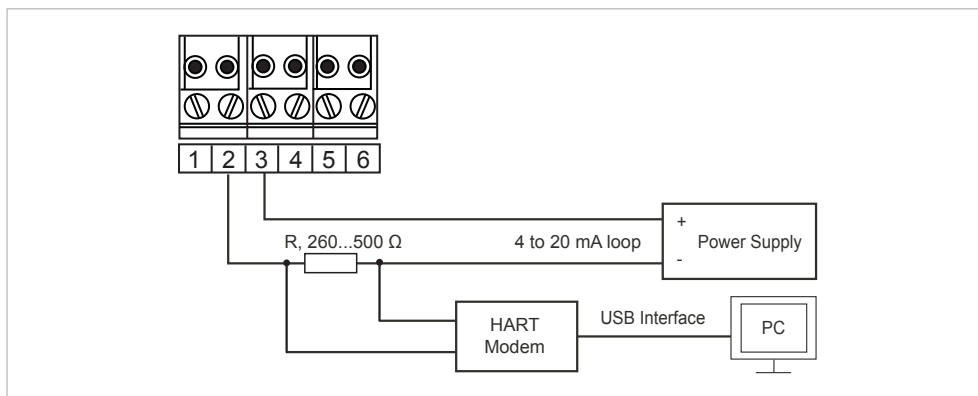 1 2 3 4 5 6
R, 260...500 Ω
4 to 20 mA loop
+
Power Supply
-
HART
Modem
USB Interface
PC